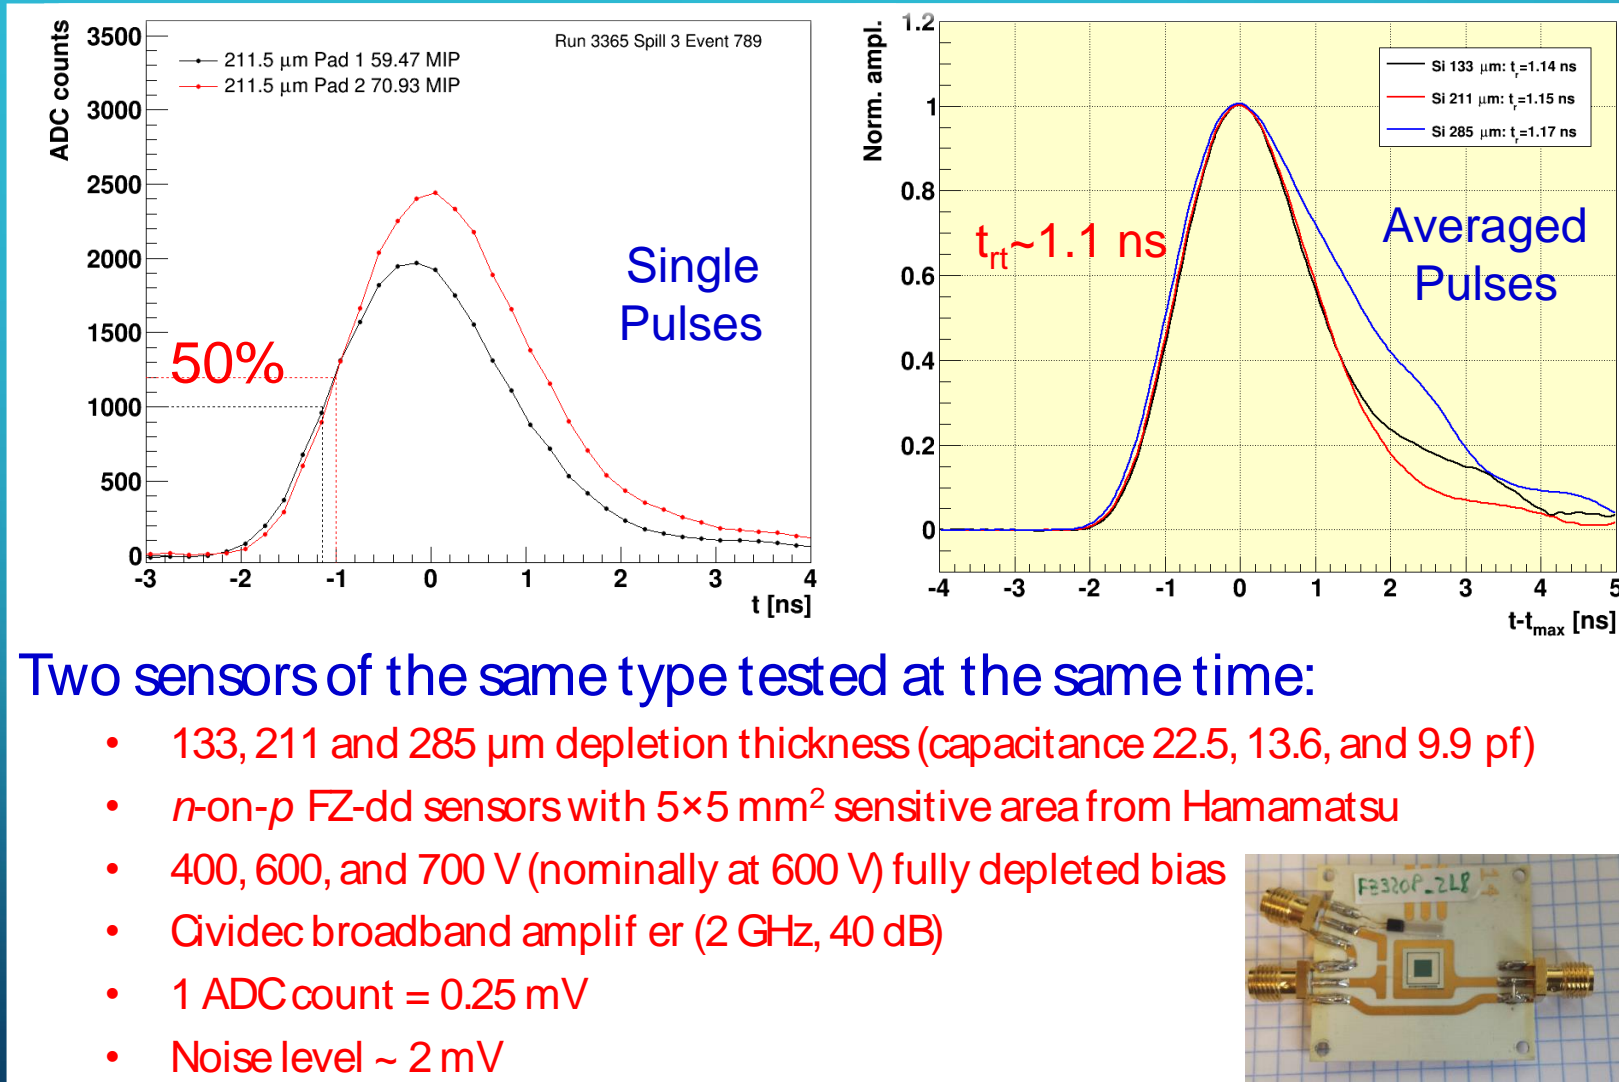 ADC counts
3500
3000
2500
2000
1500
1000
500
0
Run 3365 Spill 3 Event 789
211.5 μm Pad 1 59.47 MIP
211.5 μm Pad 2 70.93 MIP
Single
Pulses
50%
-3 -2 -1 0 1 2 3 4
t [ns]
Norm. ampl.
1.2
1
0.8
0.6
0.4
0.2
0
Si 133 μm: tr=1.14 ns
Si 211 μm: tr=1.15 ns
Si 285 μm: tr=1.17 ns
trt~1.1 ns
Averaged
Pulses
-4 -3 -2 -1 0 1 2 3 4 5
t-tmax [ns]
Two sensors of the same type tested at the same time:
• 133, 211 and 285 μm depletion thickness (capacitance 22.5, 13.6, and 9.9 pf)
• n-on-p FZ-dd sensors with 5×5 mm² sensitive area from Hamamatsu
• 400, 600, and 700 V (nominally at 600 V) fully depleted bias
• Cividec broadband amplif er (2 GHz, 40 dB)
• 1 ADC count = 0.25 mV
• Noise level ~ 2 mV
FZ320P_2L8